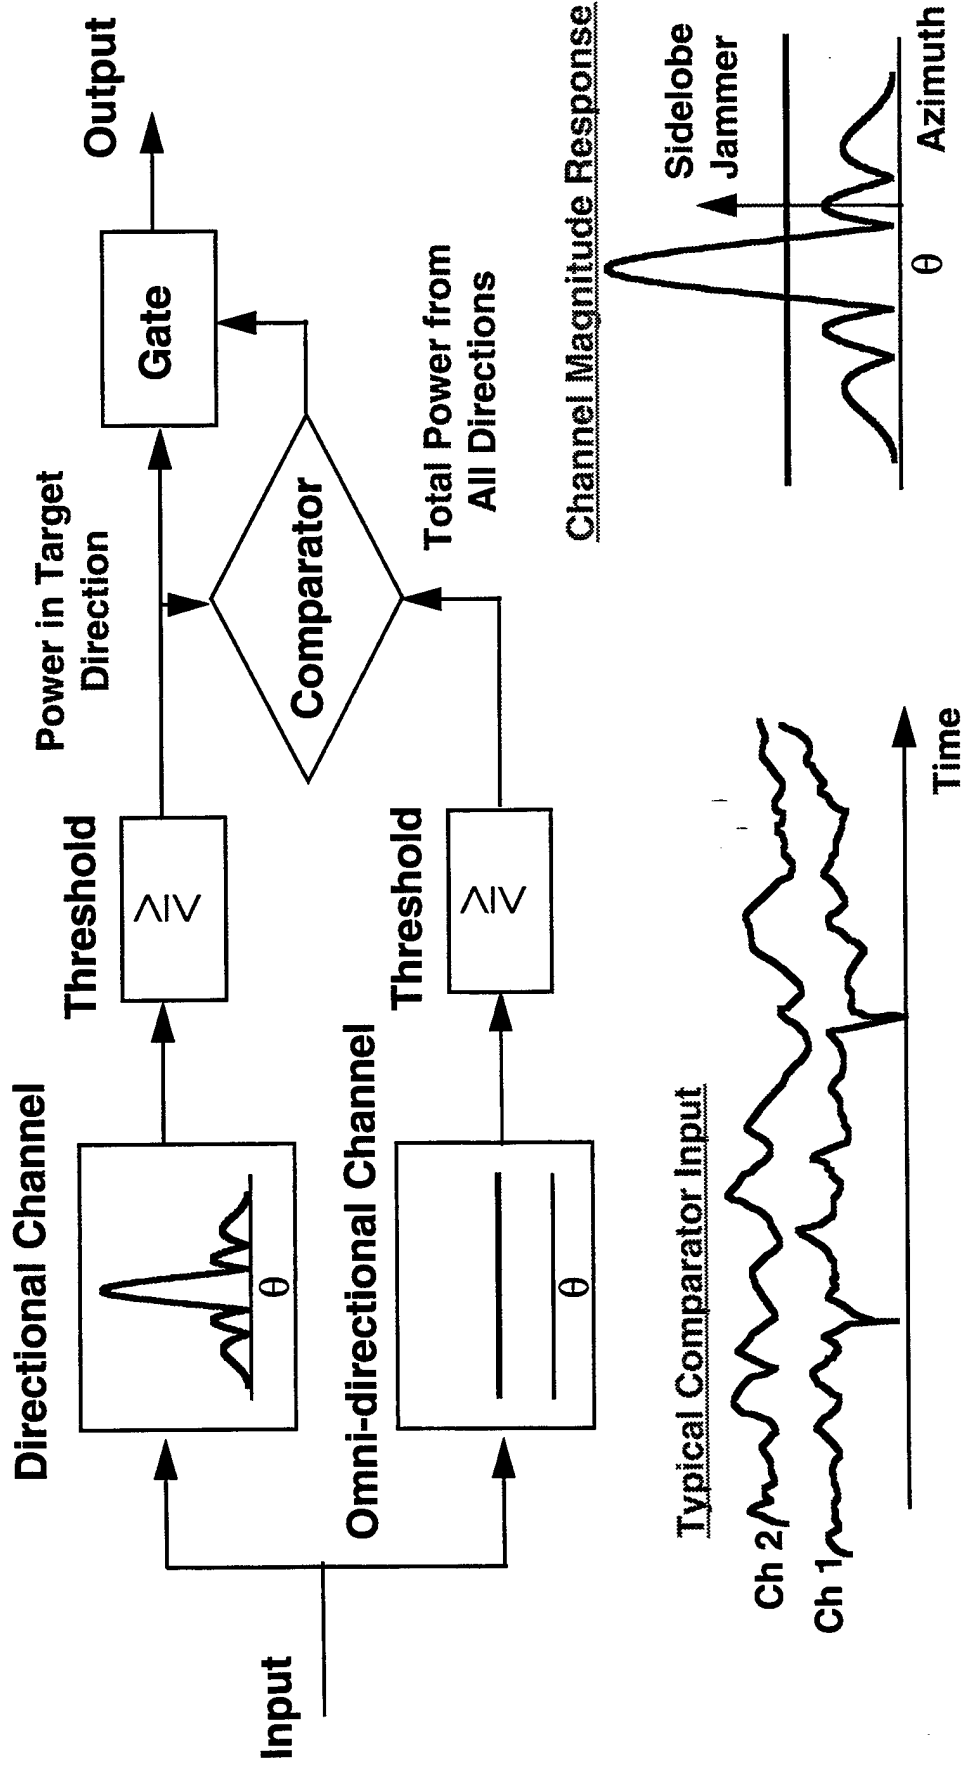 Input
Directional Channel
θ
Omni-directional Channel
θ
Threshold
≥
Threshold
≥
Power in Target
Direction
Comparator
Total Power from
All Directions
Gate
Output
Typical Comparator Input
Ch 2
Ch 1
Time
Channel Magnitude Response
Sidelobe
Jammer
θ
Azimuth